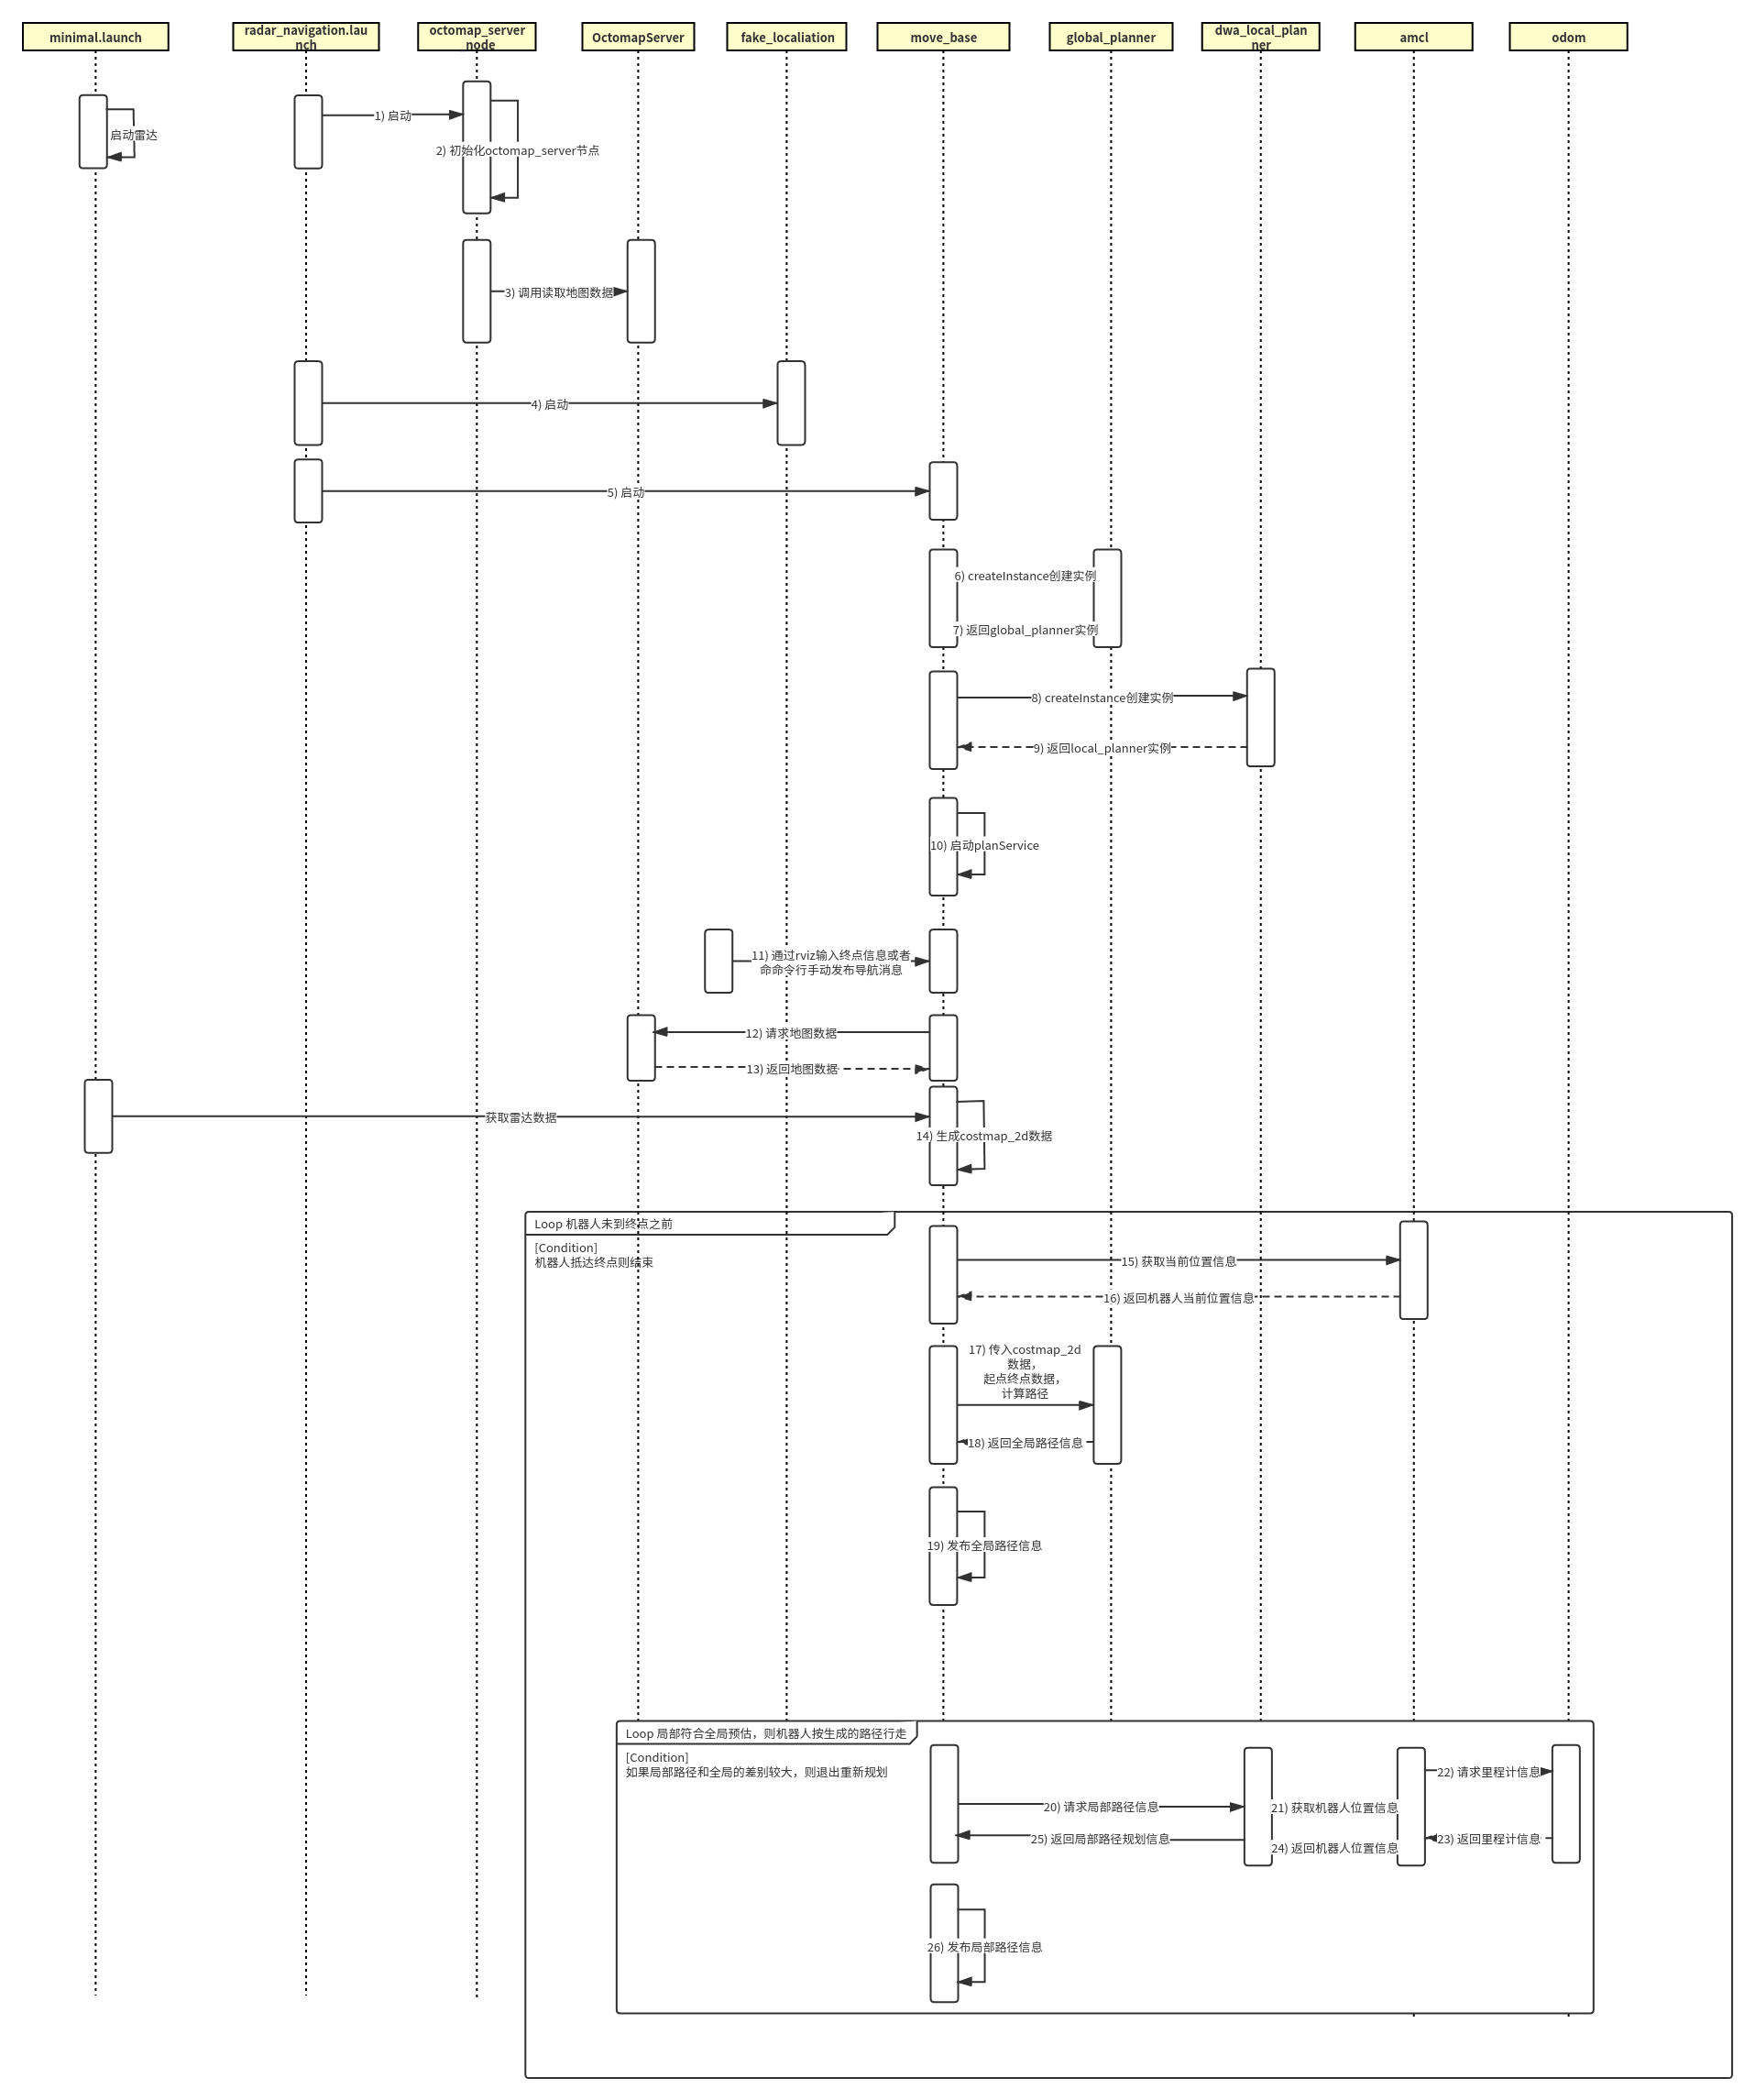 minimal.launch
radar_navigation.lau
nch
octomap_server
node
OctomapServer
fake_localiation
move_base
global_planner
dwa_local_plan
ner
amcl
odom
启动雷达
1) 启动
2) 初始化octomap_server节点
3) 调用读取地图数据
4) 启动
5) 启动
6) createInstance创建实例
7) 返回global_planner实例
8) createInstance创建实例
9) 返回local_planner实例
10) 启动planService
11) 通过rviz输入终点信息或者
命命令行手动发布导航消息
12) 请求地图数据
13) 返回地图数据
获取雷达数据
14) 生成costmap_2d数据
Loop 机器人未到终点之前
[Condition]
机器人抵达终点则结束
15) 获取当前位置信息
16) 返回机器人当前位置信息
17) 传入costmap_2d
数据，
起点终点数据，
计算路径
18) 返回全局路径信息
19) 发布全局路径信息
Loop 局部符合全局预估，则机器人按生成的路径行走
[Condition]
如果局部路径和全局的差别较大，则退出重新规划
22) 请求里程计信息
20) 请求局部路径信息
21) 获取机器人位置信息
25) 返回局部路径规划信息
23) 返回里程计信息
24) 返回机器人位置信息
26) 发布局部路径信息